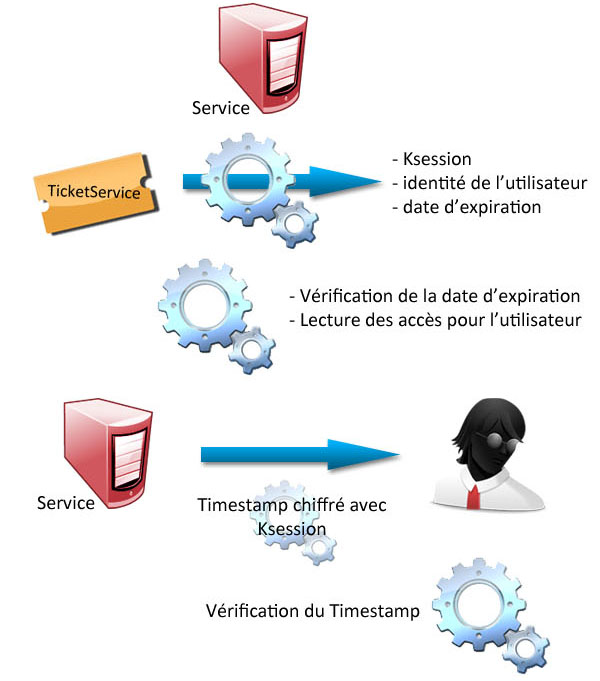 Service
TicketService
- Ksession
- identité de l'utilisateur
- date d'expiration
- Vérification de la date d'expiration
- Lecture des accès pour l'utilisateur
Service
Timestamp chiffré avec
Ksession
Vérification du Timestamp